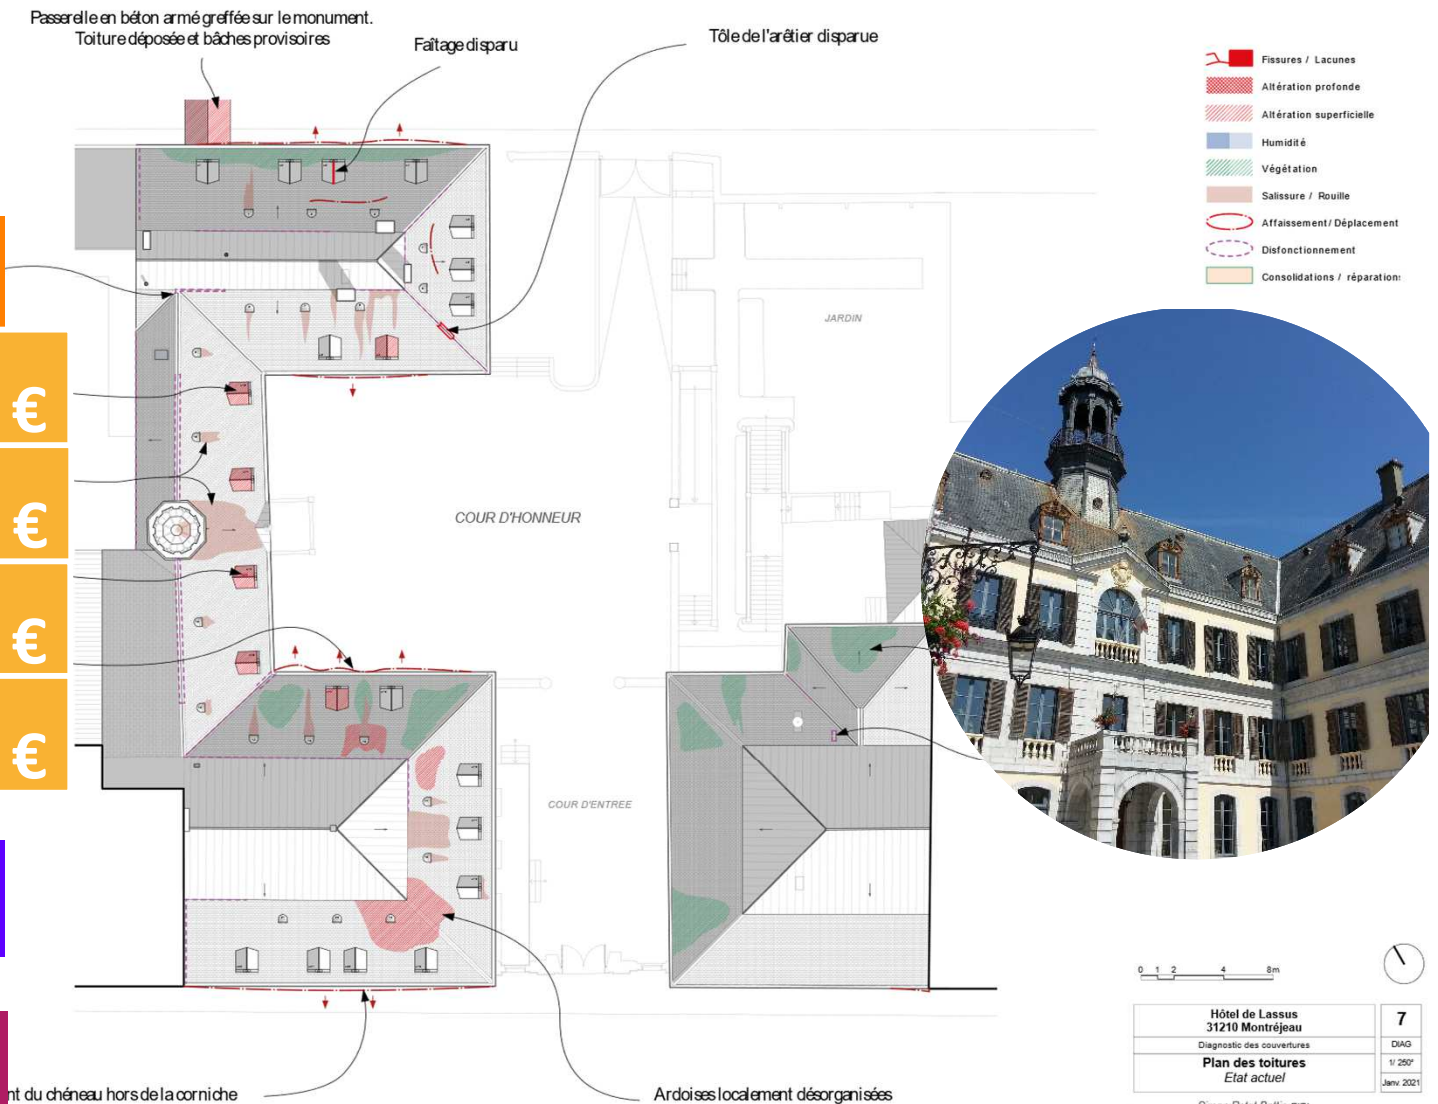 Passerelle en béton armé greffée sur le monument.
Toiture déposée et bâches provisoires
Faîtage disparu
Tôle de l'arêtier disparue
Fissures / Lacunes
Altération profonde
Altération superficielle
Humidité
Végétation
Salissure / Rouille
Affaissement / Déplacement
Disfonctionnement
Consolidations / réparations
JARDIN
€
€
€
€
COUR D'HONNEUR
COUR D'ENTREE
0 1 2 4 8m
Hôtel de Lassus
31210 Montréjeau
7
Diagnostic des couvertures
DIAG
Plan des toitures
Etat actuel
1/ 250°
Janv. 2021
nt du chéneau hors de la corniche
Ardoises localement désorganisées